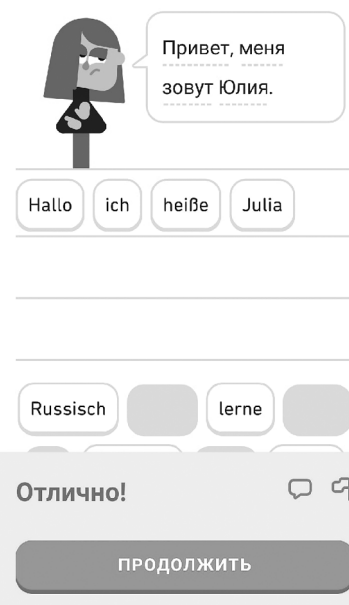 Привет, меня
зовут Юлия.
Hallo ich heiße Julia
Russisch lerne
Отлично!
ПРОДОЛЖИТЬ